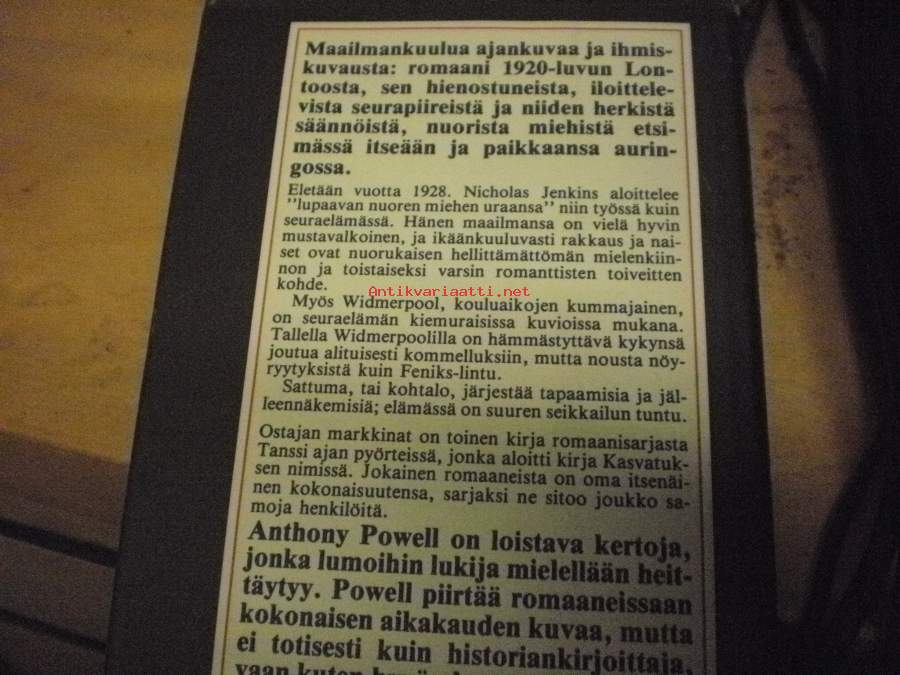 Maailmankuulua ajankuvaa ja ihmis-
kuvausta: romaani 1920-luvun Lon-
toosta, sen hienostuneista, iloittele-
vista seurapiireistä ja niiden herkistä
säännöistä, nuorista miehistä etsi-
mässä itseään ja paikkaansa aurin-
gossa.
Eletään vuotta 1928. Nicholas Jenkins aloittelee
"lupaavan nuoren miehen uraansa" niin työssä kuin
seuraelämässä. Hänen maailmansa on vielä hyvin
mustavalkoinen, ja ikäänkuuluvasti rakkaus ja nai-
set ovat nuorukaisen hellittämättömän mielenkiin-
non ja toistaiseksi varsin romanttisten toiveitten
kohde.
Antikvariaatti.net
Myös Widmerpool, kouluaikojen kummajainen,
on seuraelämän kiemuraisissa kuvioissa mukana.
Tallella Widmerpoolilla on hämmästyttävä kykynsä
joutua alituisesti kommelluksiin, mutta nousta nöy-
ryytyksistä kuin Feniks-lintu.
Sattuma, tai kohtalo, järjestää tapaamisia ja jäl-
leennäkemisiä; elämässä on suuren seikkailun tuntu.
Ostajan markkinat on toinen kirja romaanisarjasta
Tanssi ajan pyörteissä, jonka aloitti kirja Kasvatuk-
sen nimissä. Jokainen romaaneista on oma itsenäi-
nen kokonaisuutensa, sarjaksi ne sitoo joukko sa-
moja henkilöitä.
Anthony Powell on loistava kertoja,
jonka lumoihin lukija mielellään heit-
täytyy. Powell piirtää romaaneissaan
kokonaisen aikakauden kuvaa, mutta
ei totisesti kuin historiankirjoittaja,
vaan kuten